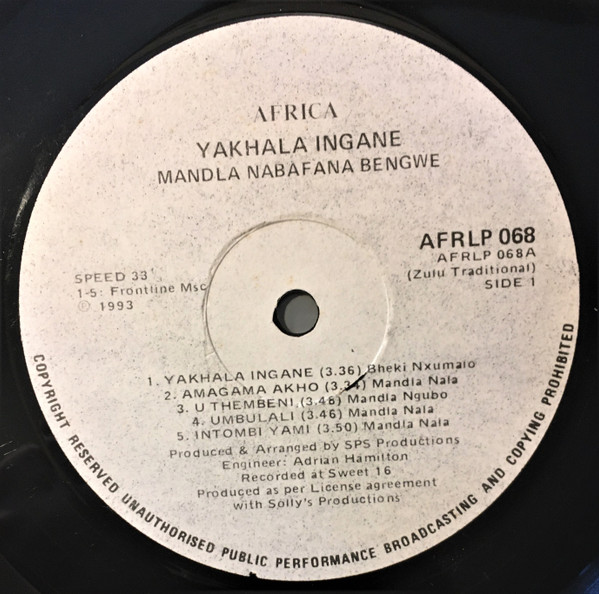 AFRICA
YAKHALA INGANE
MANDLA NABAFANA BENGWE
AFRLP 068
AFRLP 068A
(Zulu Traditional)
SIDE 1
SPEED 33
1-5: Frontline Msc
© 1993
1. YAKHALA INGANE (3.36) Bheki Nxumalo
2. AMAGAMA AKHO (3.34) Mandla Nala
3. U THEMBENI (3.48) Mandla Ngubo
4. UMBULALI (3.46) Mandla Nala
5. INTOMBI YAMI (3.50) Mandla Nala
Produced & Arranged by SPS Productions
Engineer: Adrian Hamilton
Recorded at Sweet 16
Produced as per License agreement
with Solly's Productions
COPYRIGHT RESERVED UNAUTHORISED PUBLIC PERFORMANCE BROADCASTING AND COPYING PROHIBITED